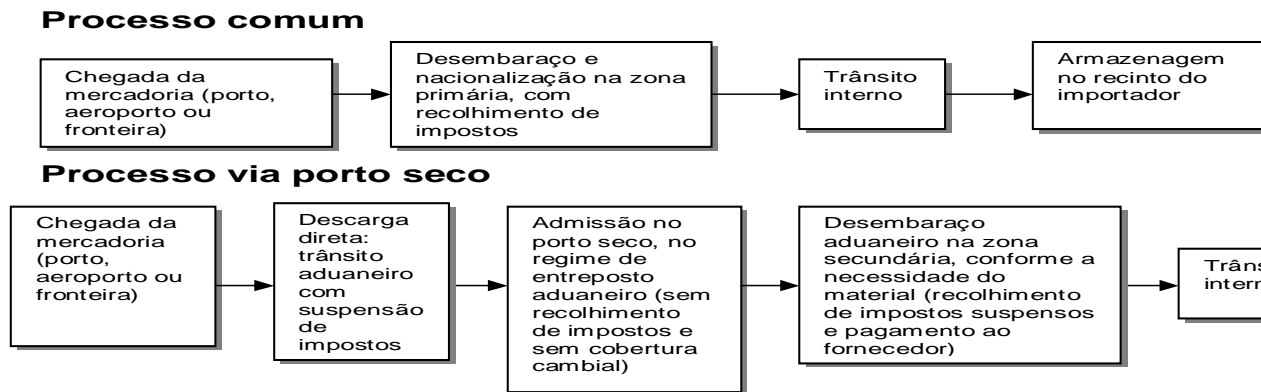 Processo comum
Chegada da
mercadoria (porto,
aeroporto ou
fronteira)
Desembaraço e
nacionalização na zona
primária, com
recolhimento de
impostos
Trânsito
interno
Armazenagem
no recinto do
importador
Processo via porto seco
Chegada da
mercadoria
(porto,
aeroporto ou
fronteira)
Descarga
direta:
trânsito
aduaneiro
com
suspensão
de
impostos
Admissão no
porto seco, no
regime de
entreposto
aduaneiro (sem
recolhimento
de impostos e
sem cobertura
cambial)
Desembaraço
aduaneiro na zona
secundária, conforme a
necessidade do
material (recolhimento
de impostos suspensos
e pagamento ao
fornecedor)